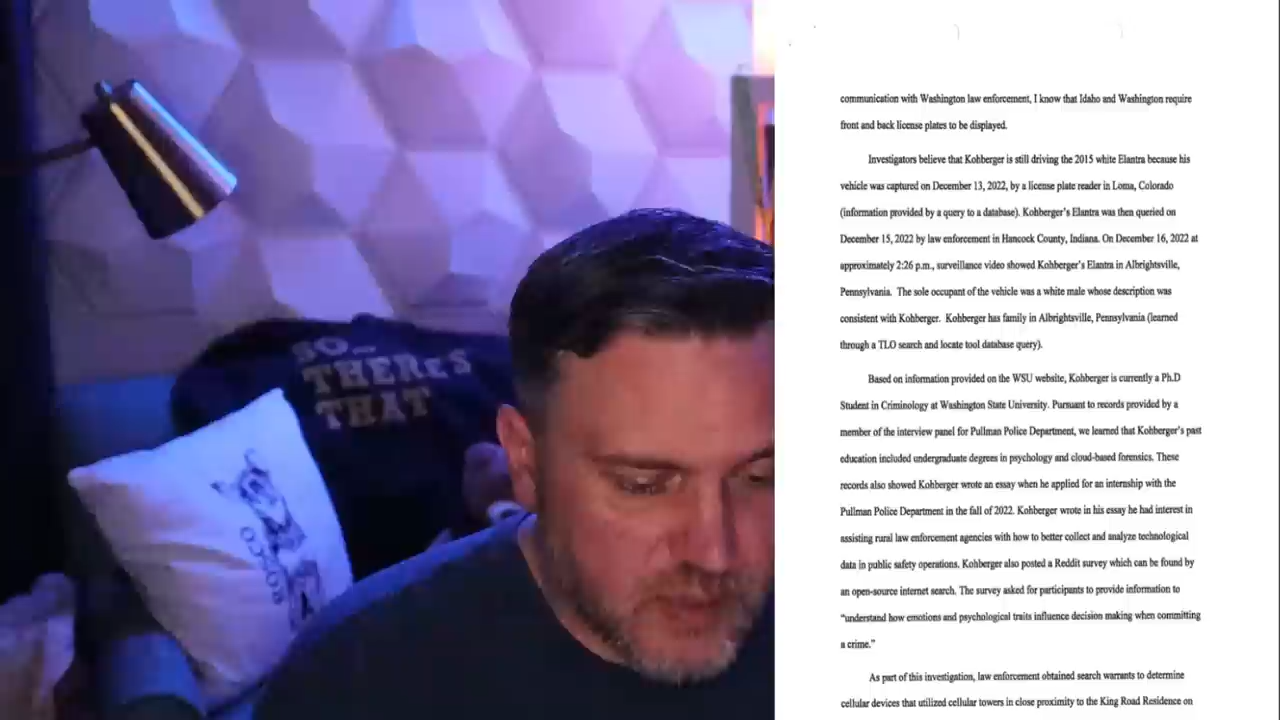 SO...
THERE'S
THAT
communication with Washington law enforcement, I know that Idaho and Washington require
front and back license plates to be displayed.
Investigators believe that Kohberger is still driving the 2015 white Elantra because his
vehicle was captured on December 13, 2022, by a license plate reader in Loma, Colorado
(information provided by a query to a database). Kohberger's Elantra was then queried on
December 15, 2022 by law enforcement in Hancock County, Indiana. On December 16, 2022 at
approximately 2:26 p.m., surveillance video showed Kohberger's Elantra in Albrightsville,
Pennsylvania. The sole occupant of the vehicle was a white male whose description was
consistent with Kohberger. Kohberger has family in Albrightsville, Pennsylvania (learned
through a TLO search and locate tool database query).
Based on information provided on the WSU website, Kohberger is currently a Ph.D
Student in Criminology at Washington State University. Pursuant to records provided by a
member of the interview panel for Pullman Police Department, we learned that Kohberger's past
education included undergraduate degrees in psychology and cloud-based forensics. These
records also showed Kohberger wrote an essay when he applied for an internship with the
Pullman Police Department in the fall of 2022. Kohberger wrote in his essay he had interest in
assisting rural law enforcement agencies with how to better collect and analyze technological
data in public safety operations. Kohberger also posted a Reddit survey which can be found by
an open-source internet search. The survey asked for participants to provide information to
"understand how emotions and psychological traits influence decision making when committing
a crime."
As part of this investigation, law enforcement obtained search warrants to determine
cellular devices that utilized cellular towers in close proximity to the King Road Residence on